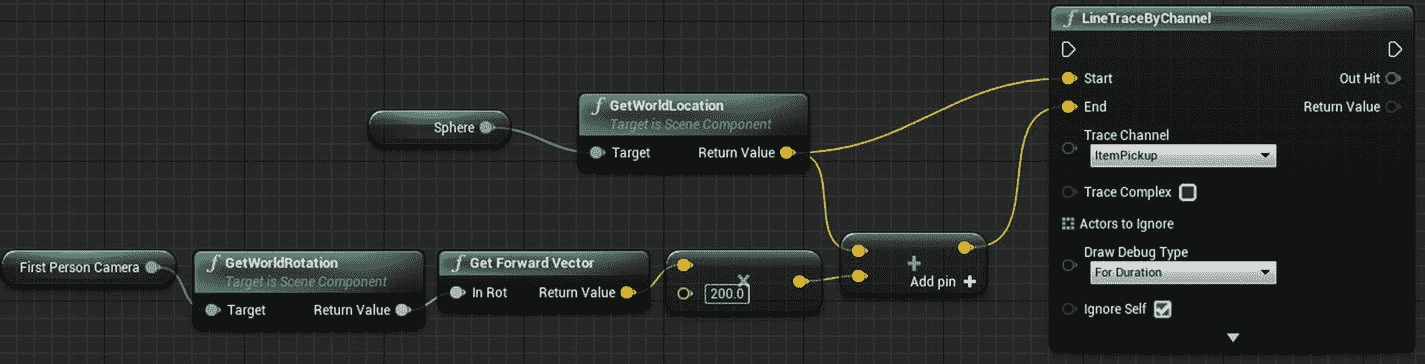 LineTraceByChannel
Start
Out Hit
End
Return Value
Trace Channel
ItemPickup
Trace Complex
Actors to Ignore
Draw Debug Type
For Duration
Ignore Self
Sphere
GetWorldLocation
Target is Scene Component
Target
Return Value
First Person Camera
GetWorldRotation
Target is Scene Component
Target
Return Value
Get Forward Vector
In Rot
Return Value
200.0
Add pin